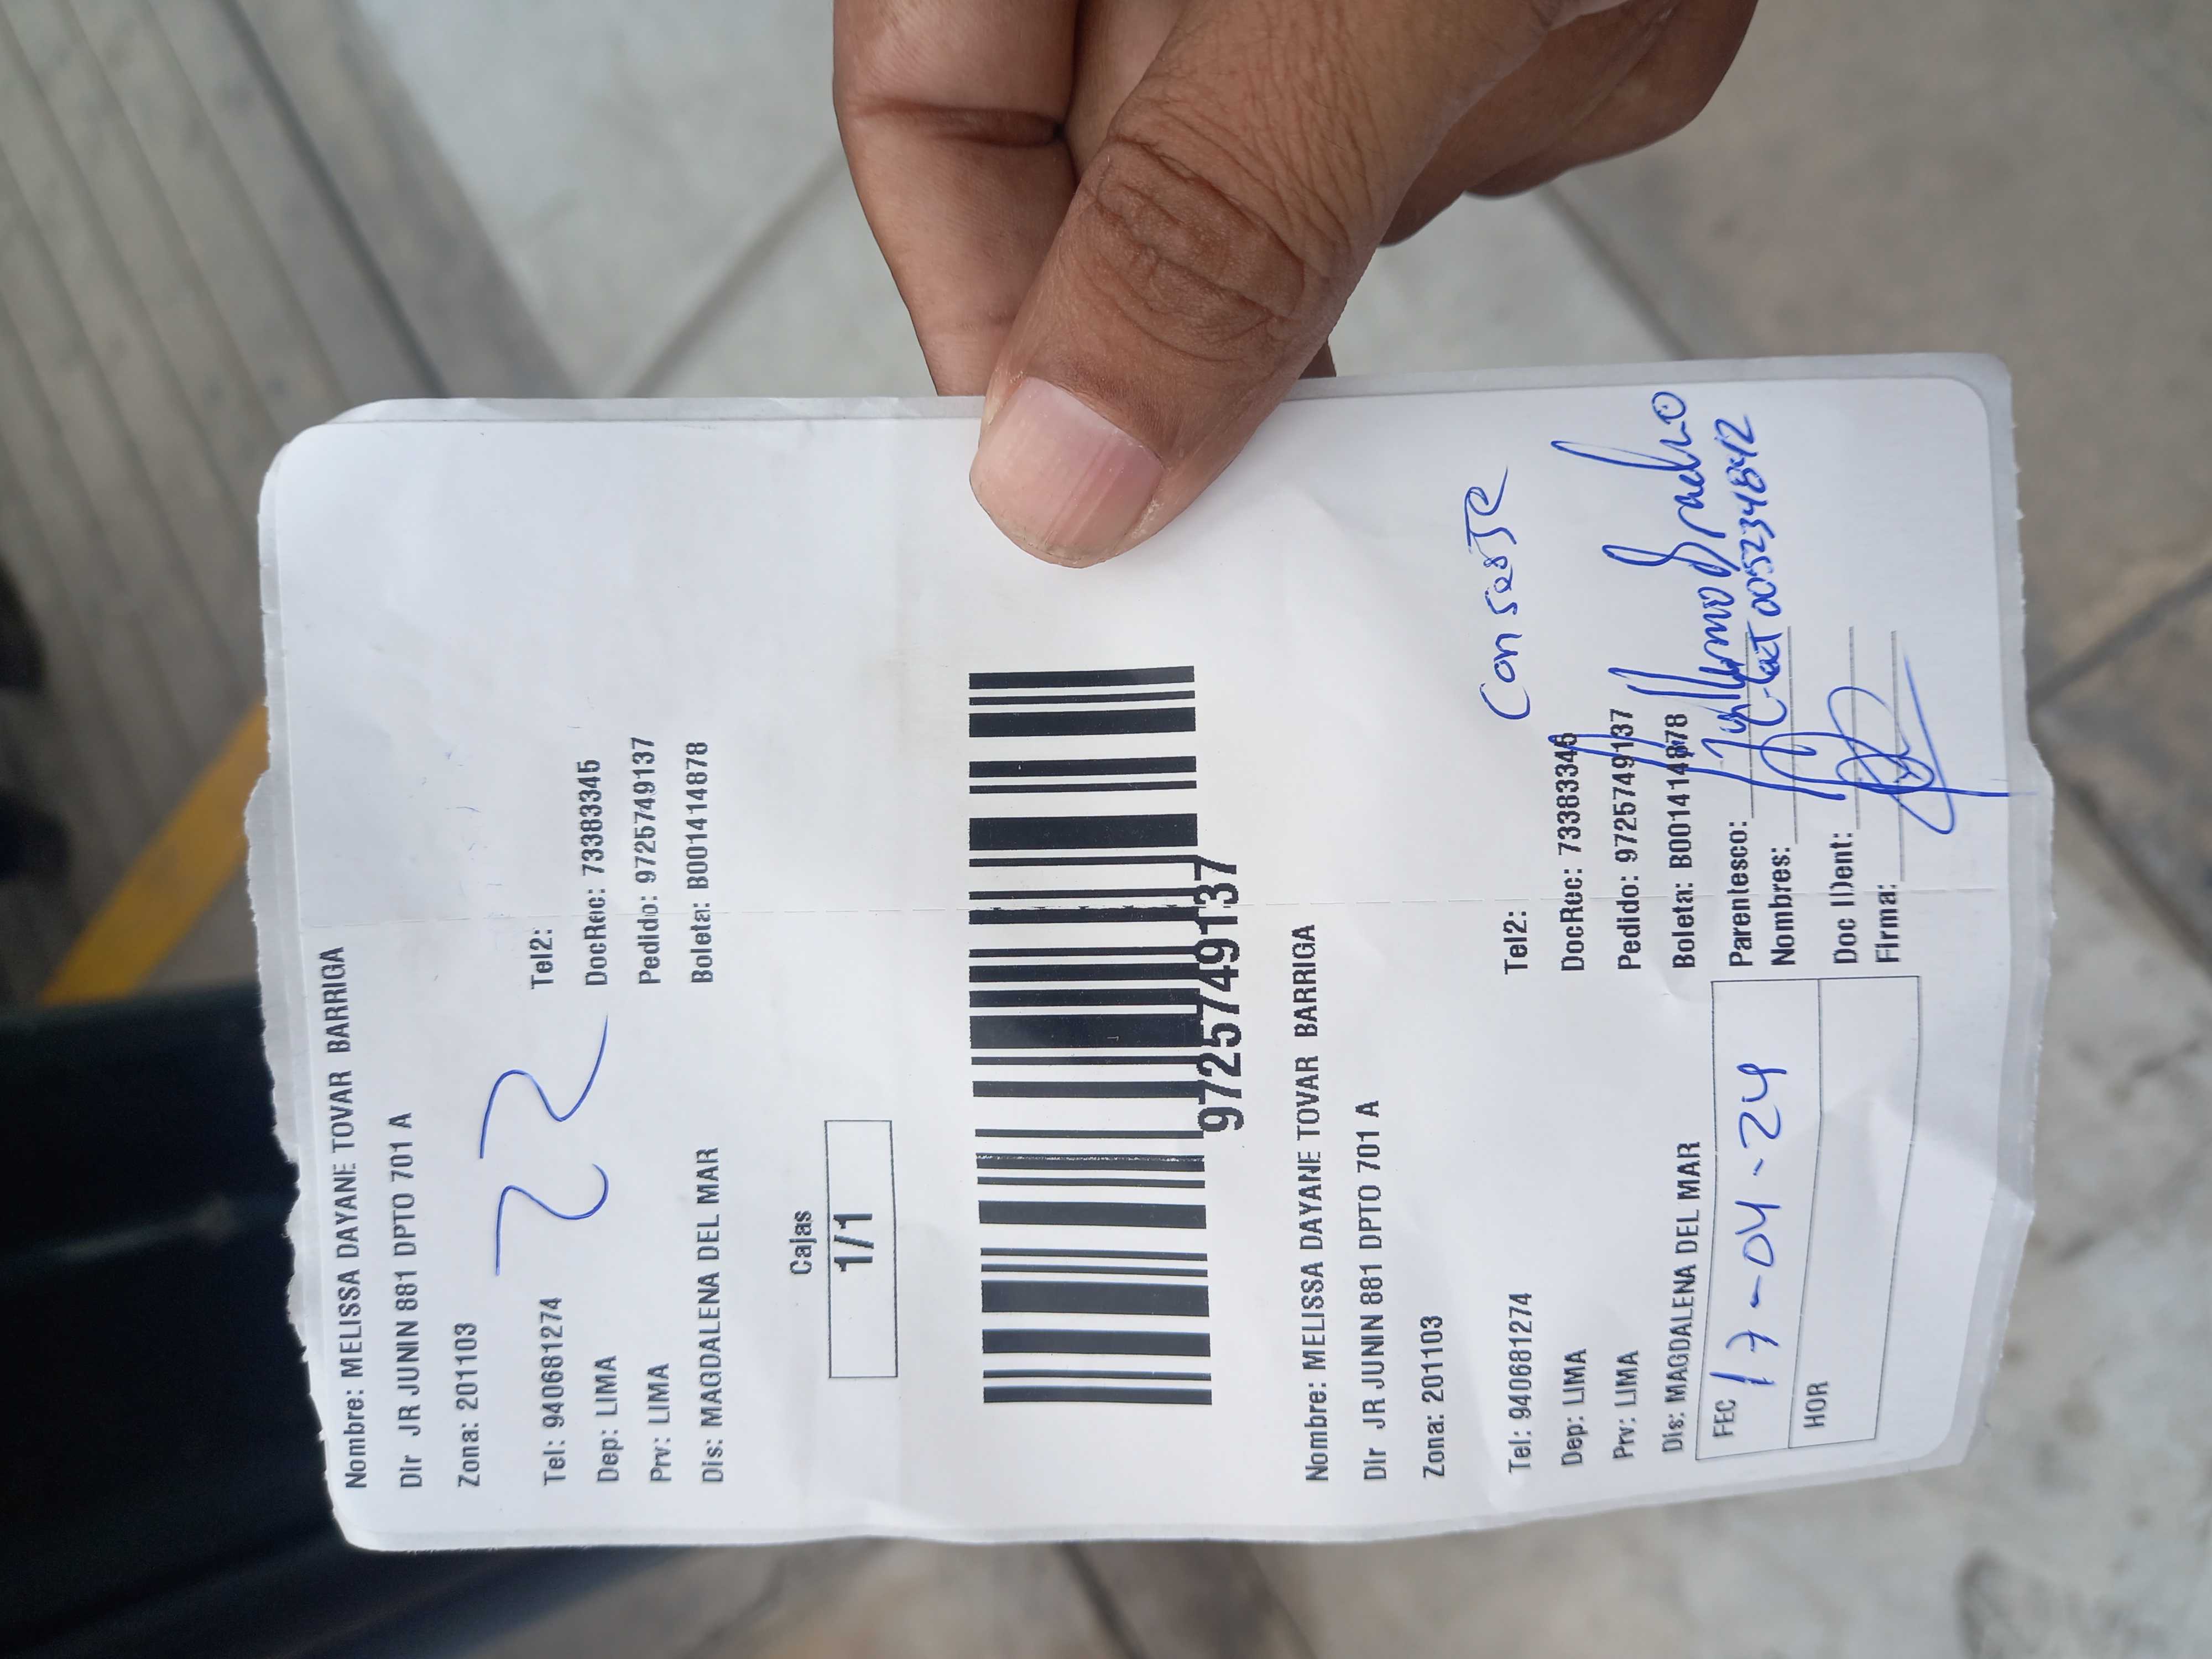 Nombre: MELISSA DAYANE TOVAR BARRIGA
Dir JR JUNIN 881 DPTO 701 A
Zona: 201103
22
Tel: 940681274 Tel2:
Dep: LIMA DocRec: 73383345
Prv: LIMA Pedido: 9725749137
Dis: MAGDALENA DEL MAR Boleta: B001414878
Cajas
1/1
9725749137
Nombre: MELISSA DAYANE TOVAR BARRIGA
Dir JR JUNIN 881 DPTO 701 A
Zona: 201103
Conserje
Tel: 940681274 Tel2:
Dep: LIMA DocRec: 73383345
Prv: LIMA Pedido: 9725749137
Dis: MAGDALENA DEL MAR Boleta: B001414878
FEC 17-04-24 Parentesco:
Nombres:
005234842
HOR Doc IDent:
Firma: